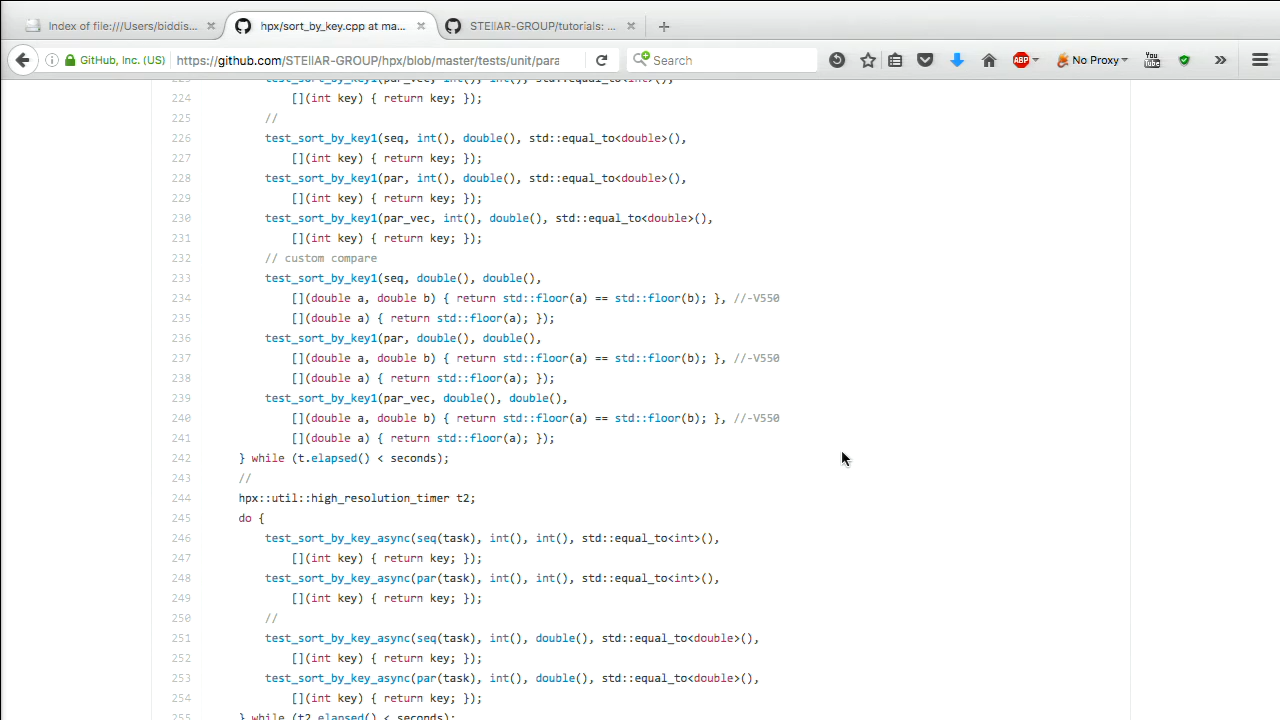 Index of file:///Users/biddis...
hpx/sort_by_key.cpp at ma...
STEllAR-GROUP/tutorials: ...
GitHub, Inc. (US)
https://github.com/STEllAR-GROUP/hpx/blob/master/tests/unit/para
Search
ABP
No Proxy
You Tube
224 [](int key) { return key; });
225 //
226 test_sort_by_key1(seq, int(), double(), std::equal_to<double>(),
227 [](int key) { return key; });
228 test_sort_by_key1(par, int(), double(), std::equal_to<double>(),
229 [](int key) { return key; });
230 test_sort_by_key1(par_vec, int(), double(), std::equal_to<double>(),
231 [](int key) { return key; });
232 // custom compare
233 test_sort_by_key1(seq, double(), double(),
234 [](double a, double b) { return std::floor(a) == std::floor(b); }, //-V550
235 [](double a) { return std::floor(a); });
236 test_sort_by_key1(par, double(), double(),
237 [](double a, double b) { return std::floor(a) == std::floor(b); }, //-V550
238 [](double a) { return std::floor(a); });
239 test_sort_by_key1(par_vec, double(), double(),
240 [](double a, double b) { return std::floor(a) == std::floor(b); }, //-V550
241 [](double a) { return std::floor(a); });
242 } while (t.elapsed() < seconds);
243 //
244 hpx::util::high_resolution_timer t2;
245 do {
246 test_sort_by_key_async(seq(task), int(), int(), std::equal_to<int>(),
247 [](int key) { return key; });
248 test_sort_by_key_async(par(task), int(), int(), std::equal_to<int>(),
249 [](int key) { return key; });
250 //
251 test_sort_by_key_async(seq(task), int(), double(), std::equal_to<double>(),
252 [](int key) { return key; });
253 test_sort_by_key_async(par(task), int(), double(), std::equal_to<double>(),
254 [](int key) { return key; });
255 } while (t2.elapsed() < seconds);